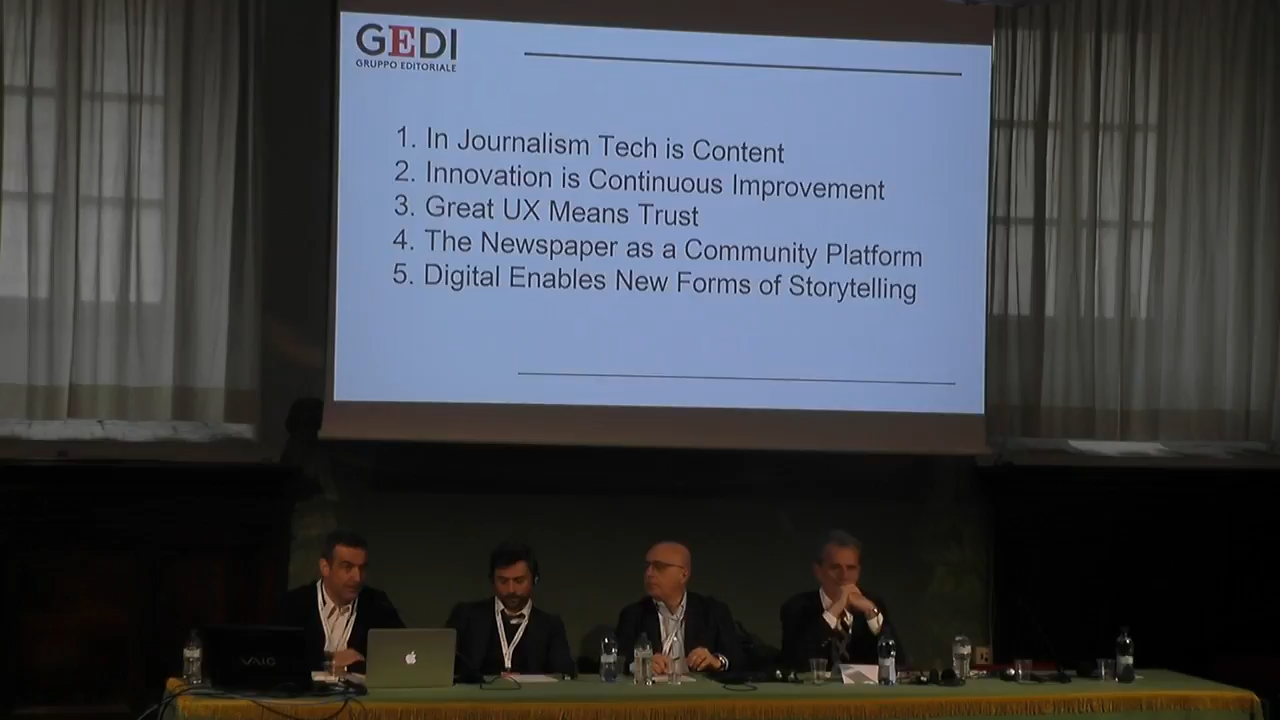 GEDI
GRUPPO EDITORIALE
1. In Journalism Tech is Content
2. Innovation is Continuous Improvement
3. Great UX Means Trust
4. The Newspaper as a Community Platform
5. Digital Enables New Forms of Storytelling
VAIO